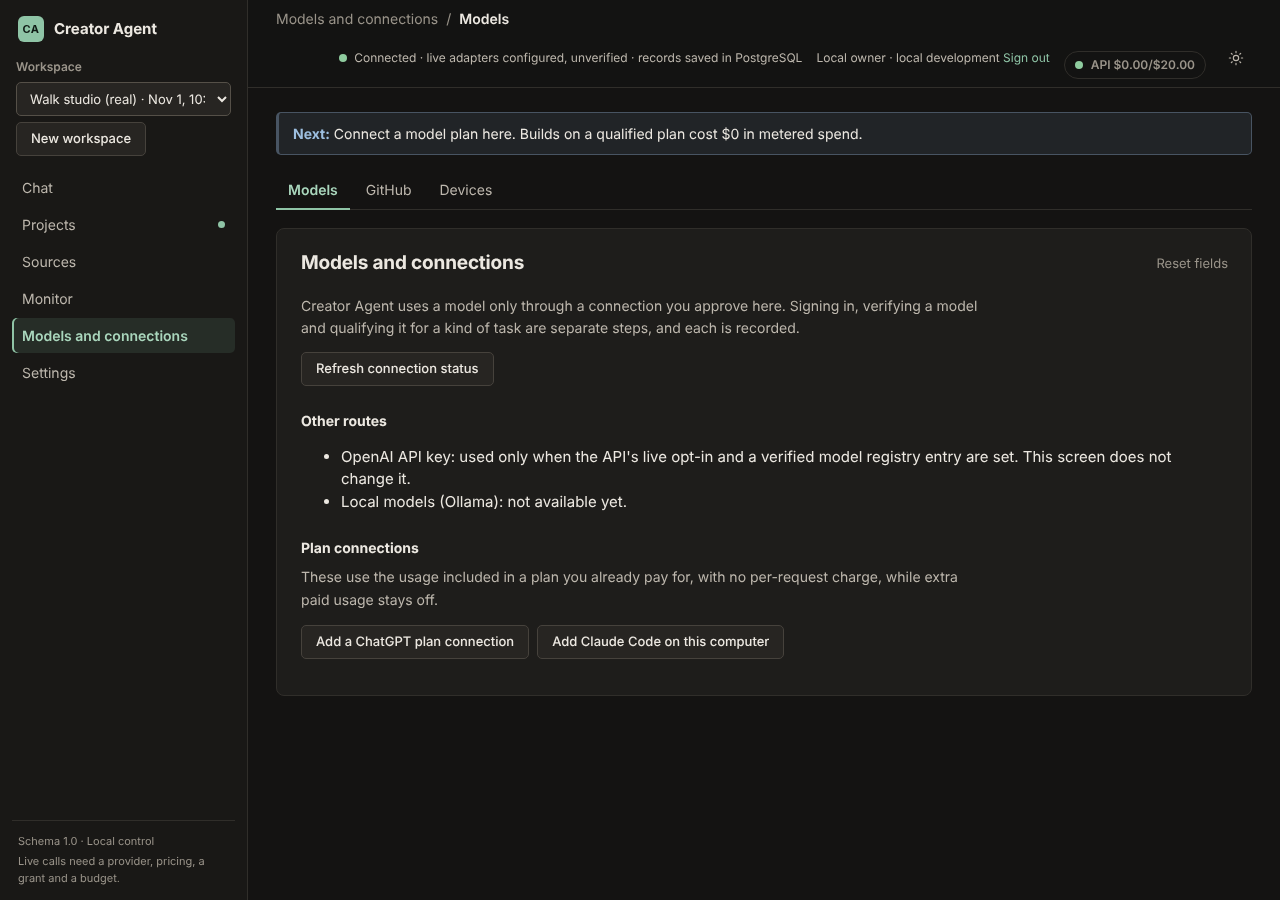 CA Creator Agent
Workspace
Walk studio (real) · Nov 1, 10:
New workspace
Chat
Projects
Sources
Monitor
Models and connections
Settings
Schema 1.0 · Local control
Live calls need a provider, pricing, a
grant and a budget.
Models and connections / Models
Connected · live adapters configured, unverified · records saved in PostgreSQL Local owner · local development Sign out API $0.00/$20.00
Next: Connect a model plan here. Builds on a qualified plan cost $0 in metered spend.
Models GitHub Devices
Models and connections Reset fields
Creator Agent uses a model only through a connection you approve here. Signing in, verifying a model
and qualifying it for a kind of task are separate steps, and each is recorded.
Refresh connection status
Other routes
• OpenAI API key: used only when the API's live opt-in and a verified model registry entry are set. This screen does not
change it.
• Local models (Ollama): not available yet.
Plan connections
These use the usage included in a plan you already pay for, with no per-request charge, while extra
paid usage stays off.
Add a ChatGPT plan connection Add Claude Code on this computer